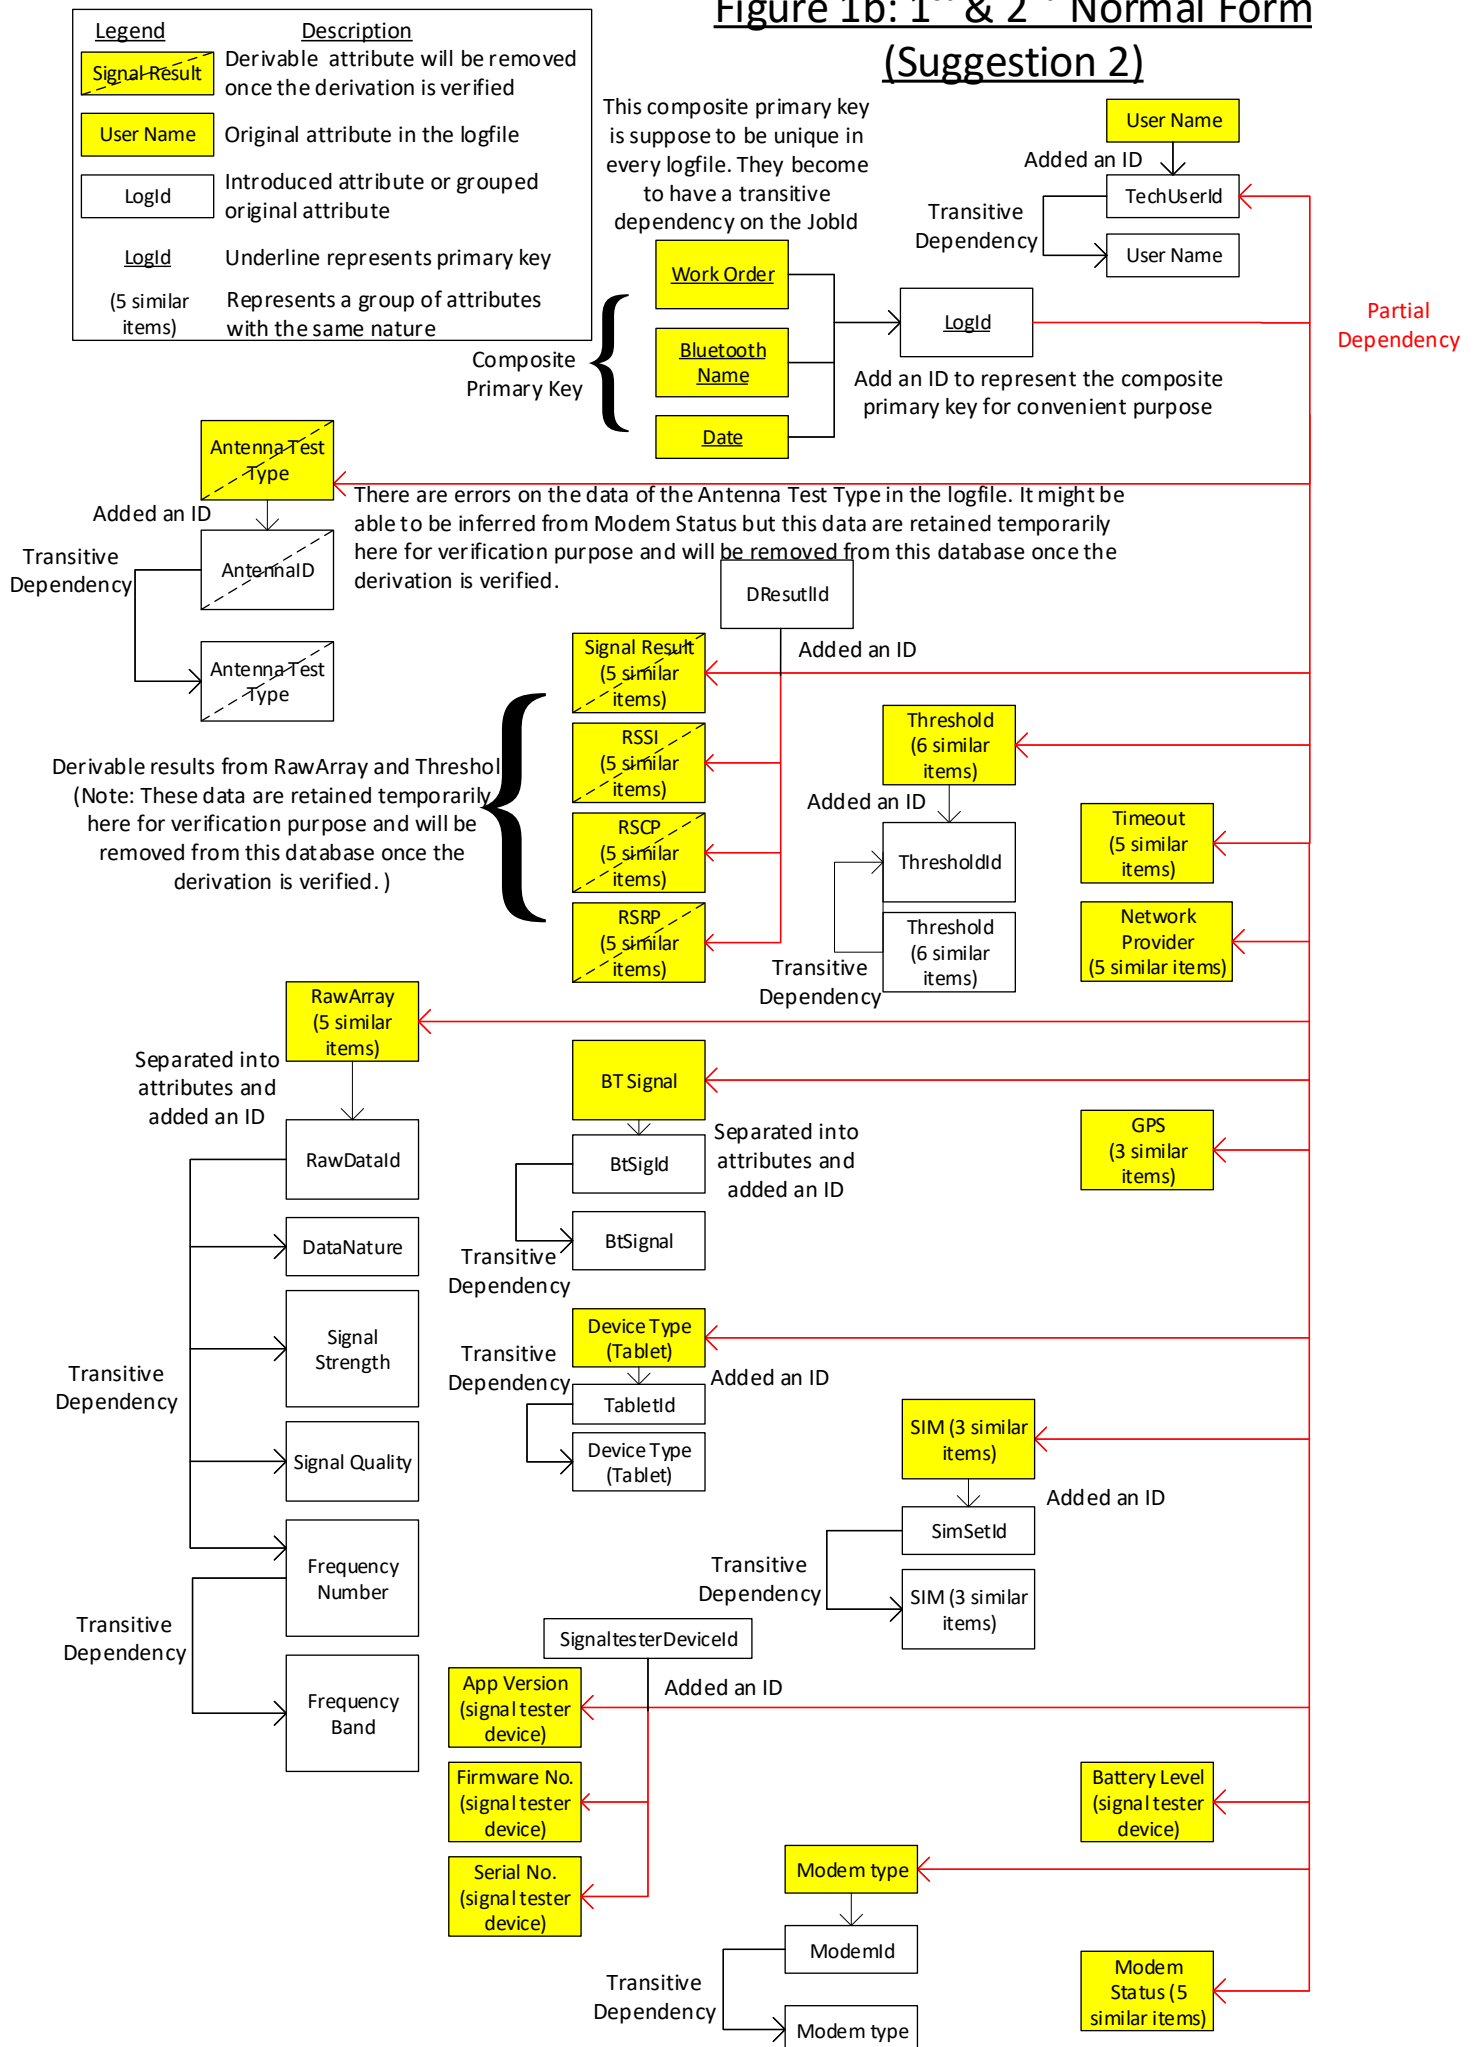 Figure 1b: 1st & 2nd Normal Form
(Suggestion 2)
Legend
Description
Signal Result
Derivable attribute will be removed
once the derivation is verified
User Name
Original attribute in the logfile
LogId
Introduced attribute or grouped
original attribute
LogId
Underline represents primary key
(5 similar
items)
Represents a group of attributes
with the same nature
This composite primary key
is suppose to be unique in
every logfile. They become
to have a transitive
dependency on the JobId
User Name
Added an ID
TechUserId
Transitive
Dependency
User Name
Work Order
Bluetooth
Name
Date
Composite
Primary Key
LogId
Add an ID to represent the composite
primary key for convenient purpose
Partial
Dependency
Antenna Test
Type
Added an ID
Transitive
Dependency
AntennaID
Antenna Test
Type
There are errors on the data of the Antenna Test Type in the logfile. It might be
able to be inferred from Modem Status but this data are retained temporarily
here for verification purpose and will be removed from this database once the
derivation is verified.
DResutlId
Added an ID
Signal Result
(5 similar
items)
RSSI
(5 similar
items)
RSCP
(5 similar
items)
RSRP
(5 similar
items)
Derivable results from RawArray and Threshol
(Note: These data are retained temporarily
here for verification purpose and will be
removed from this database once the
derivation is verified. )
Threshold
(6 similar
items)
Added an ID
ThresholdId
Threshold
(6 similar
items)
Transitive
Dependency
Timeout
(5 similar
items)
Network
Provider
(5 similar items)
RawArray
(5 similar
items)
Separated into
attributes and
added an ID
RawDataId
DataNature
Signal
Strength
Transitive
Dependency
Signal Quality
Frequency
Number
Transitive
Dependency
Frequency
Band
BT Signal
Separated into
attributes and
added an ID
BtSigId
BtSignal
Transitive
Dependency
GPS
(3 similar
items)
Device Type
(Tablet)
Transitive
Dependency
Added an ID
TabletId
Device Type
(Tablet)
SIM (3 similar
items)
Added an ID
SimSetId
Transitive
Dependency
SIM (3 similar
items)
SignaltesterDeviceId
Added an ID
App Version
(signal tester
device)
Firmware No.
(signal tester
device)
Serial No.
(signal tester
device)
Battery Level
(signal tester
device)
Modem type
ModemId
Transitive
Dependency
Modem type
Modem
Status (5
similar items)